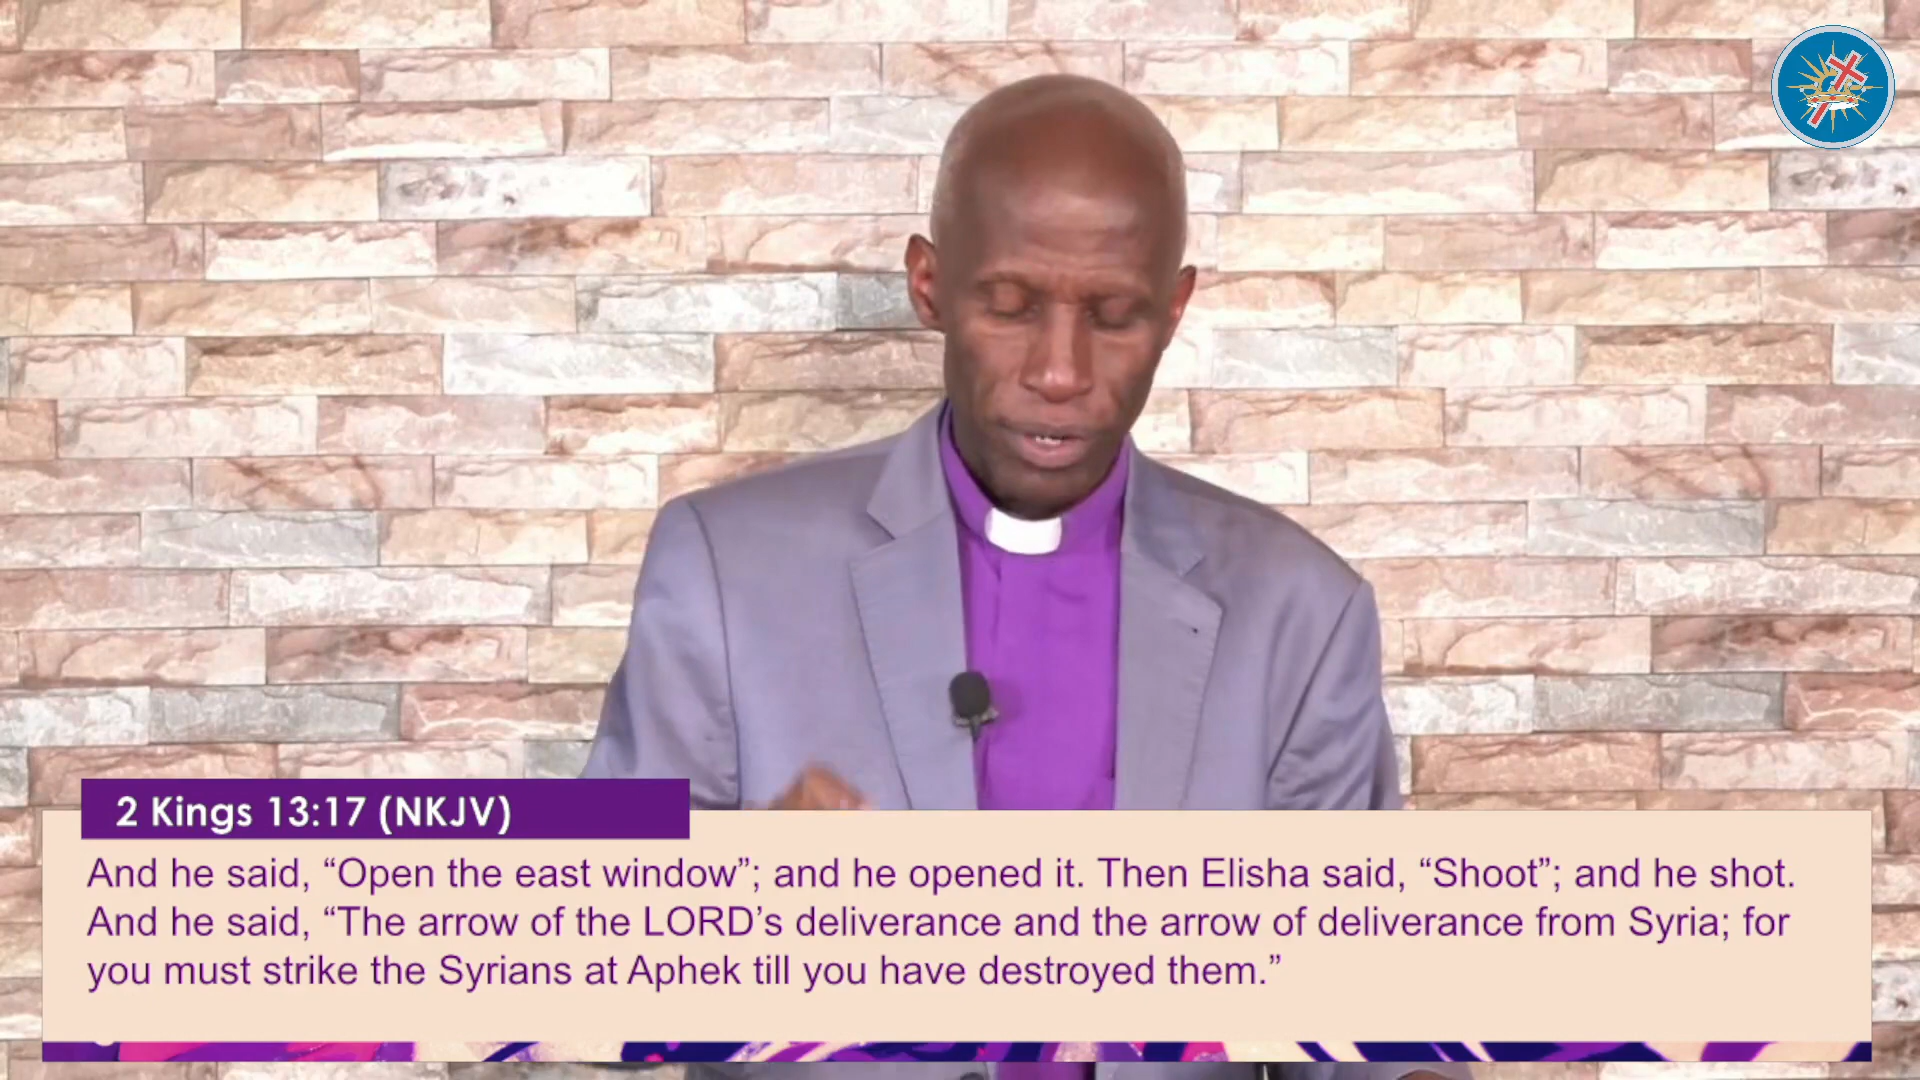 2 Kings 13:17 (NKJV)
And he said, “Open the east window”; and he opened it. Then Elisha said, “Shoot”; and he shot.
And he said, “The arrow of the LORD’s deliverance and the arrow of deliverance from Syria; for
you must strike the Syrians at Aphek till you have destroyed them.”